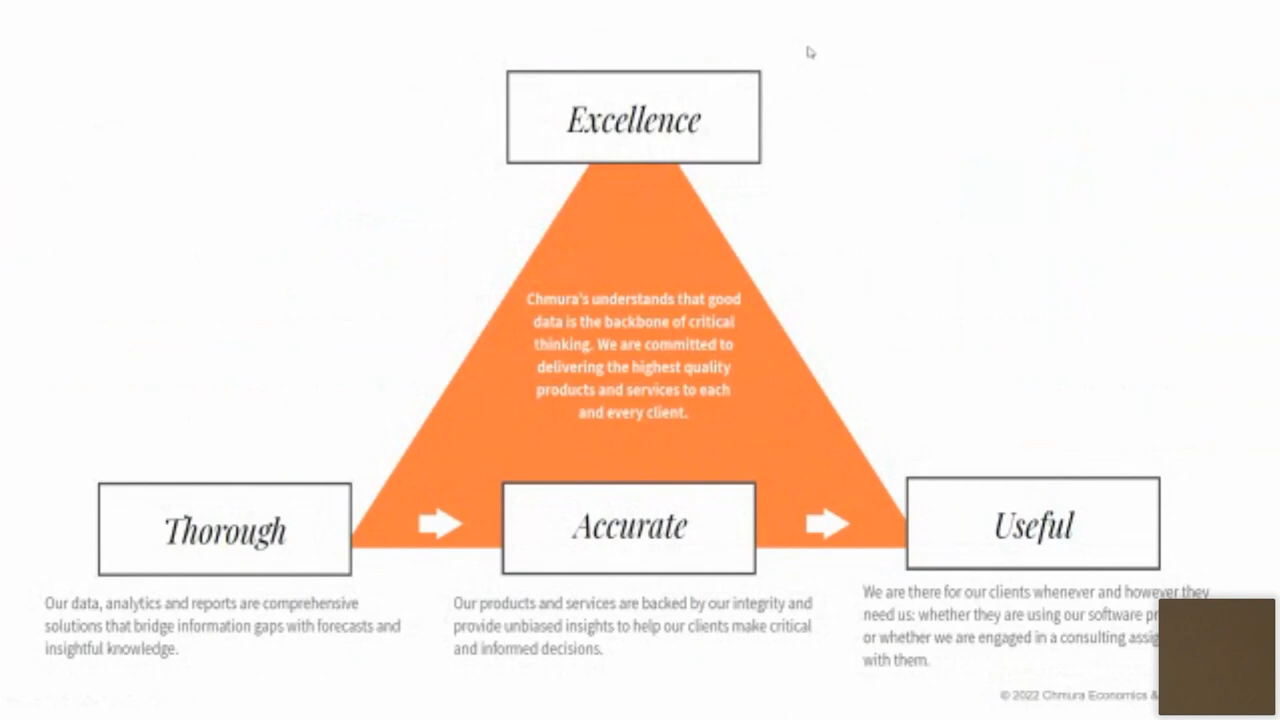 Excellence
Chmura's understands that good
data is the backbone of critical
thinking. We are committed to
delivering the highest quality
products and services to each
and every client.
Thorough
Accurate
Useful
Our data, analytics and reports are comprehensive
solutions that bridge information gaps with forecasts and
insightful knowledge.
Our products and services are backed by our integrity and
provide unbiased insights to help our clients make critical
and informed decisions.
We are there for our clients whenever and however they
need us: whether they are using our software
or whether we are engaged in a consulting
with them.
© 2022 Chmura Economics &